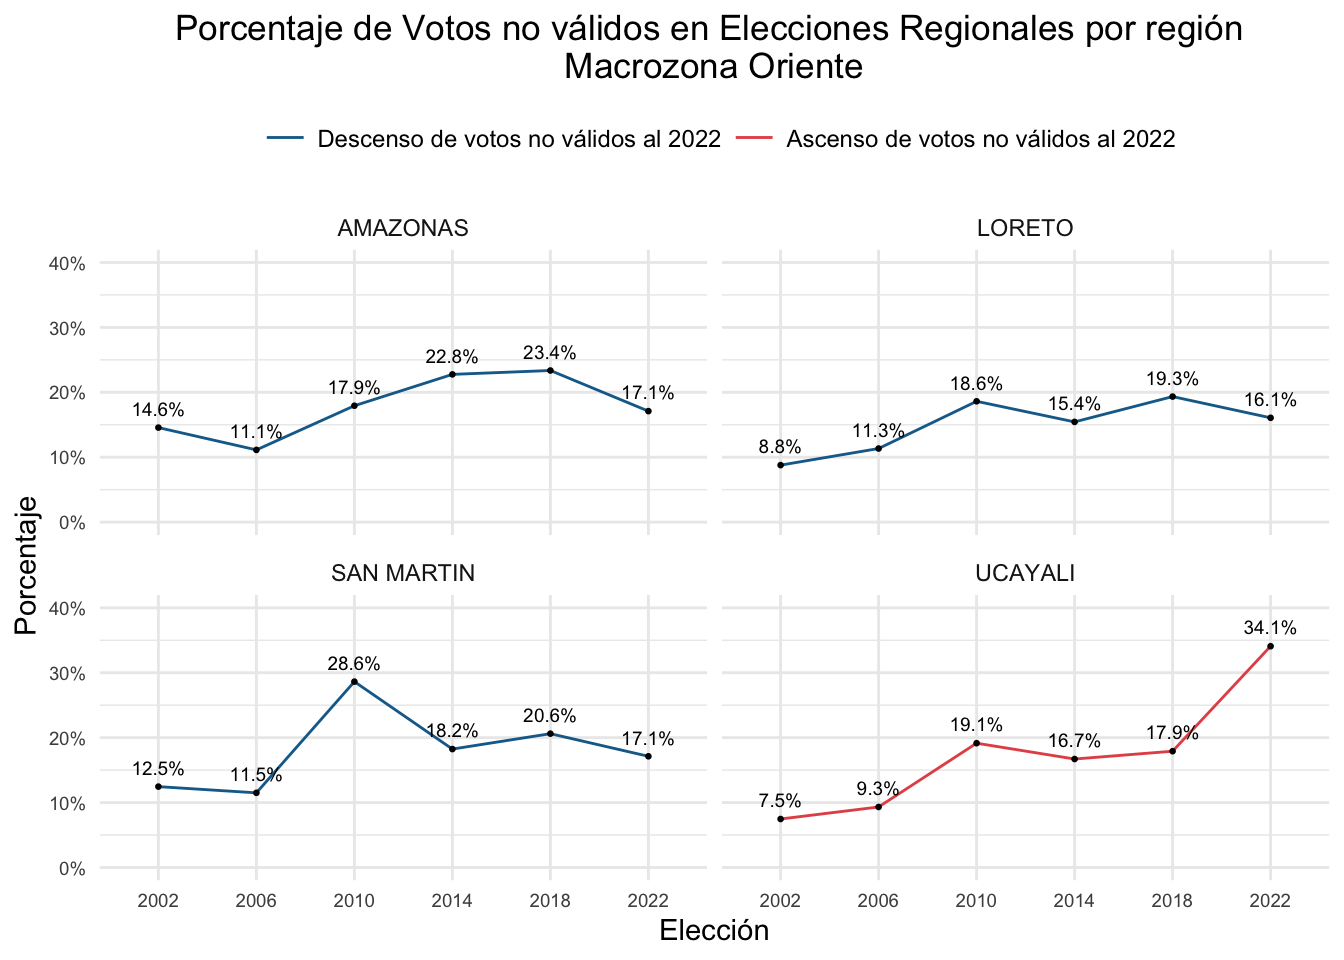 Porcentaje de Votos no válidos en Elecciones Regionales por región
Macrozona Oriente
Descenso de votos no válidos al 2022 Ascenso de votos no válidos al 2022
AMAZONAS LORETO
40%
30%
20%
10%
0%
14.6% 11.1% 17.9% 22.8% 23.4% 17.1%
8.8% 11.3% 18.6% 15.4% 19.3% 16.1%
Porcentaje
SAN MARTIN UCAYALI
40%
30%
20%
10%
0%
12.5% 11.5% 28.6% 18.2% 20.6% 17.1%
7.5% 9.3% 19.1% 16.7% 17.9% 34.1%
2002 2006 2010 2014 2018 2022 2002 2006 2010 2014 2018 2022
Elección